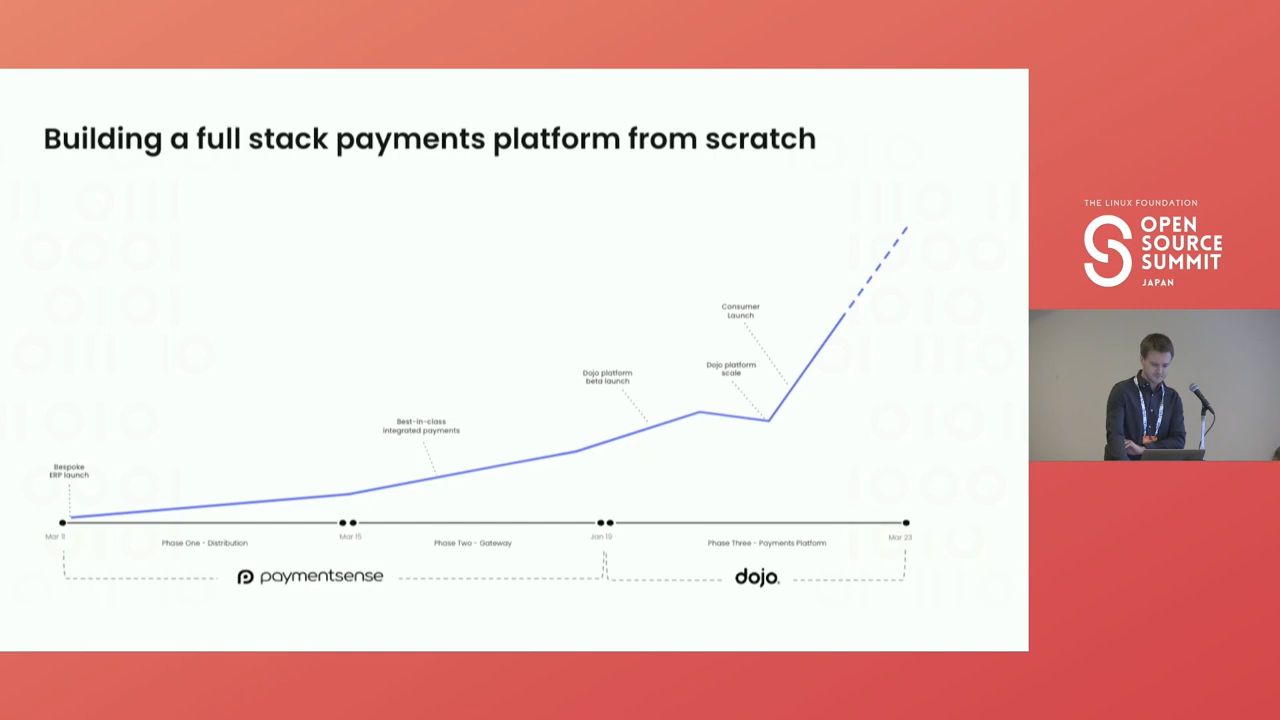 Building a full stack payments platform from scratch
THE LINUX FOUNDATION
OPEN
SOURCE
SUMMIT
JAPAN
Consumer
Launch
Dojo platform
scale
Dojo platform
beta launch
Best-in-class
integrated payments
Bespoke
ERP launch
Mar 11
Phase One - Distribution
Mar 15
Phase Two - Gateway
Jan 19
Phase Three - Payments Platform
Mar 23
paymentsense
dojo.